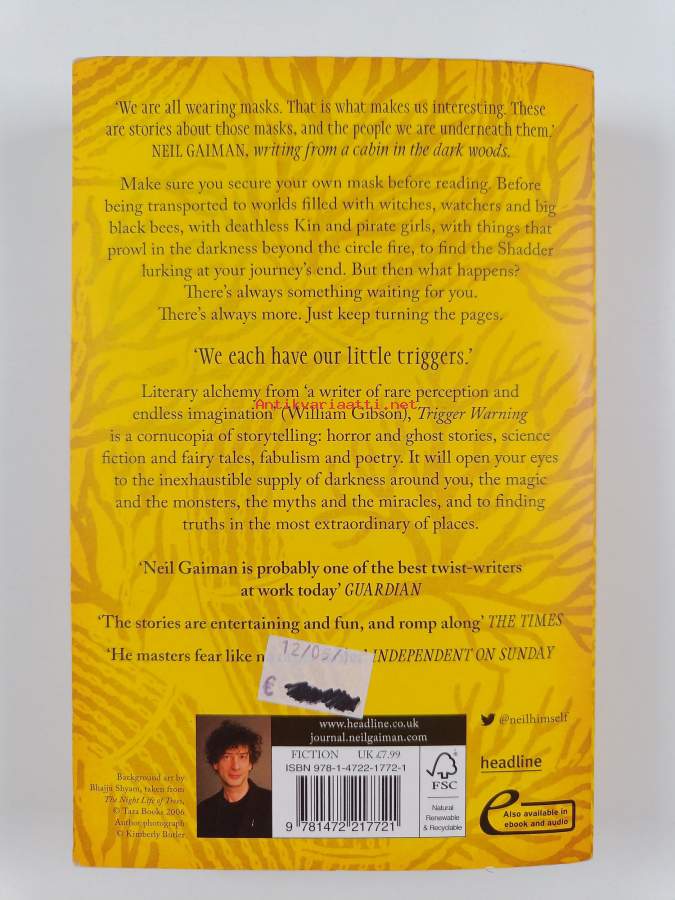 ‘We are all wearing masks. That is what makes us interesting. These
are stories about those masks, and the people we are underneath them.’
NEIL GAIMAN, writing from a cabin in the dark woods.
Make sure you secure your own mask before reading. Before
being transported to worlds filled with witches, watchers and big
black bees, with deathless Kin and pirate girls, with things that
prowl in the darkness beyond the circle fire, to find the Shadder
lurking at your journey’s end. But then what happens?
There’s always something waiting for you.
There’s always more. Just keep turning the pages.
‘We each have our little triggers.’
Literary alchemy from ‘a writer of rare perception and
Antikvariaatti.net
endless imagination’ (William Gibson), Trigger Warning
is a cornucopia of storytelling: horror and ghost stories, science
fiction and fairy tales, fabulism and poetry. It will open your eyes
to the inexhaustible supply of darkness around you, the magic
and the monsters, the myths and the miracles, and to finding
truths in the most extraordinary of places.
‘Neil Gaiman is probably one of the best twist-writers
at work today’ GUARDIAN
‘The stories are entertaining and fun, and romp along’ THE TIMES
‘He masters fear like INDEPENDENT ON SUNDAY
12/05/
€
www.headline.co.uk
journal.neilgaiman.com
@neilhimself
headline
FICTION UK £7.99
ISBN 978-1-4722-1772-1
9 781472 217721
FSC
Natural
Renewable
& Recyclable
Also available in
ebook and audio
Background art by
Bhajju Shyam, taken from
The Night Life of Trees,
© Tara Books 2006
Author photograph
© Kimberly Butler